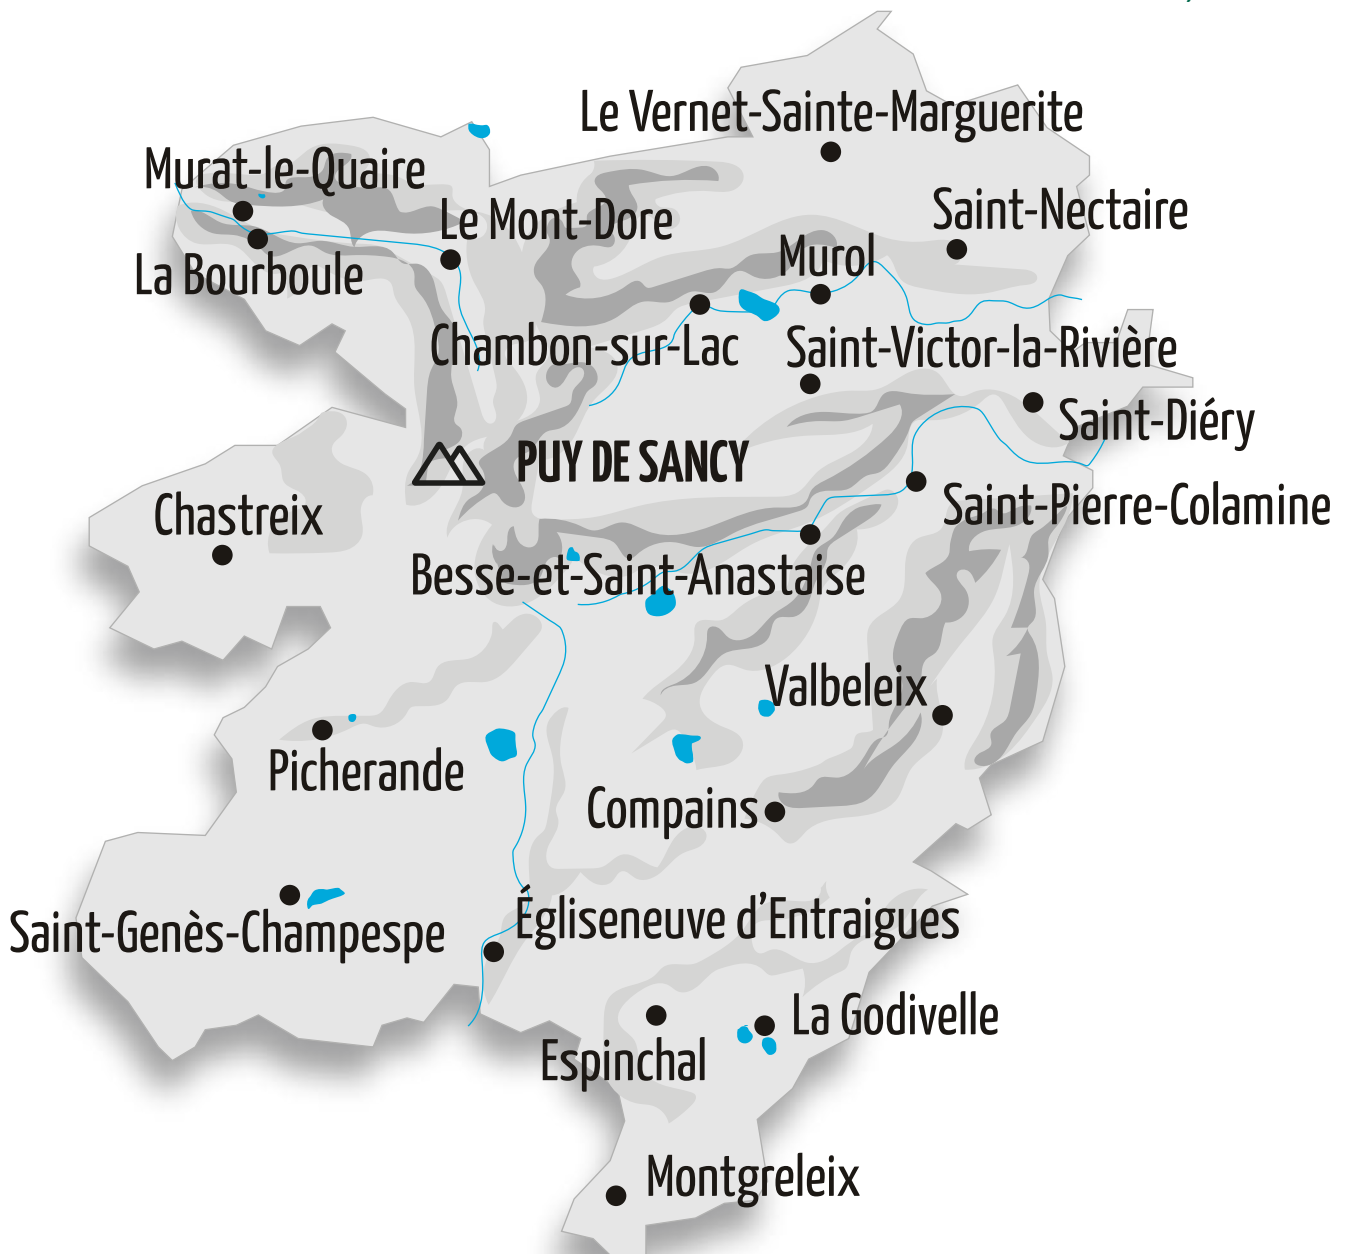 Le Vernet-Sainte-Marguerite
Murat-le-Quaire
Saint-Nectaire
Le Mont-Dore
Murol
La Bourboule
Chambon-sur-Lac
Saint-Victor-la-Rivière
Saint-Diéry
PUY DE SANCY
Chastreix
Saint-Pierre-Colamine
Besse-et-Saint-Anastaise
Valbeleix
Picherande
Compains
Égliseneuve d’Entraigues
Saint-Genès-Champespe
La Godivelle
Espinchal
Montgreleix